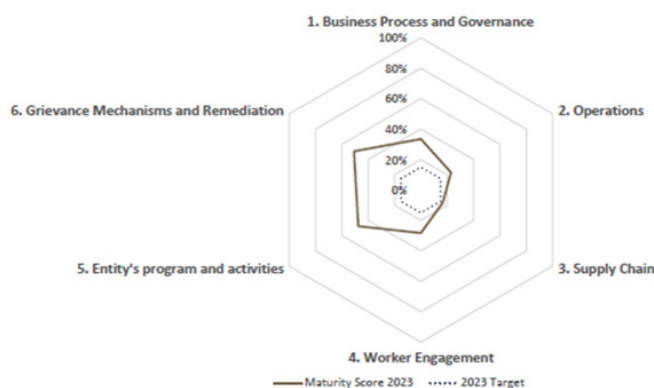 1. Business Process and Governance
100%
80%
6. Grievance Mechanisms and Remediation
60%
2. Operations
40%
20%
0%
5. Entity's program and activities
3. Supply Chain
4. Worker Engagement
Maturity Score 2023
2023 Target